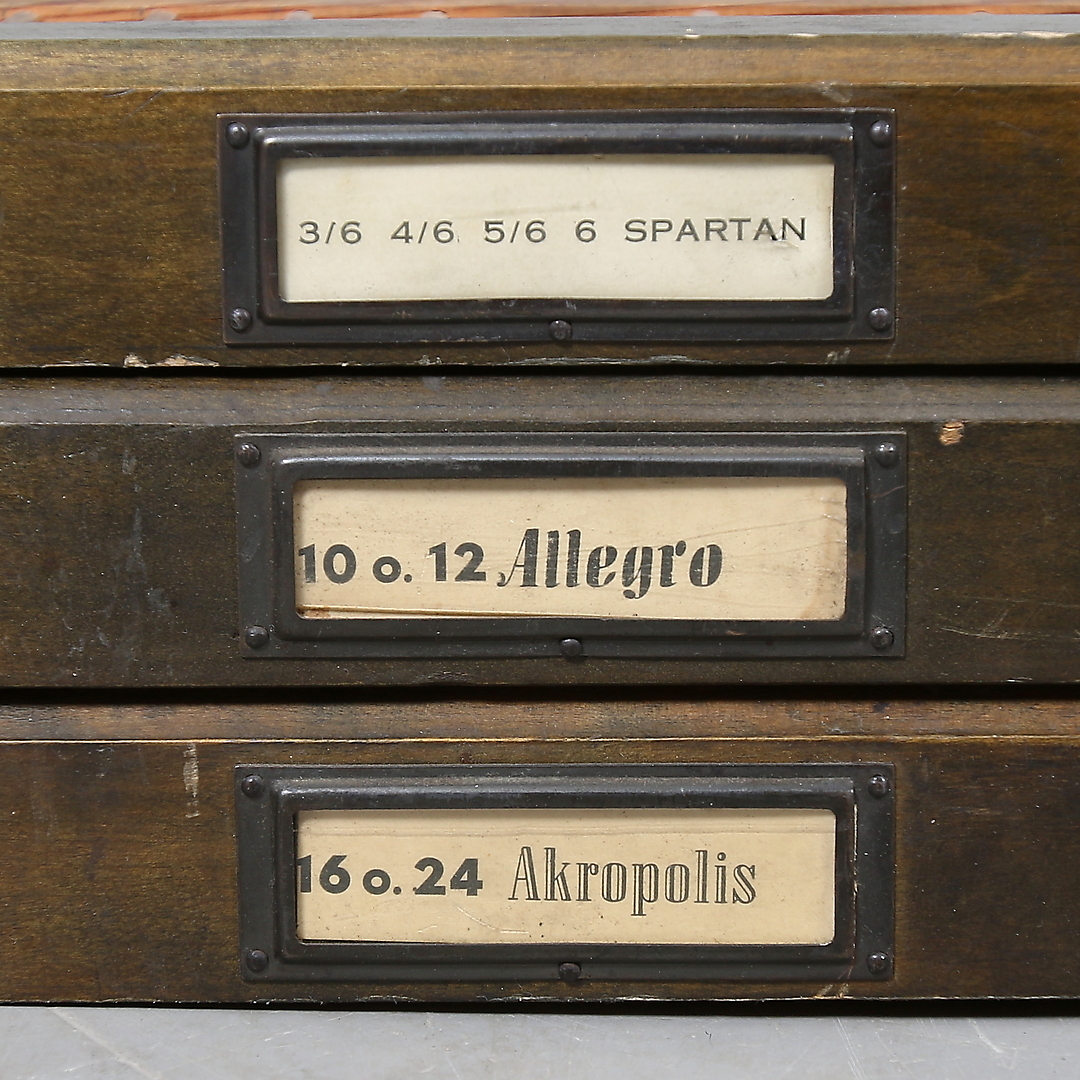 3/6 4/6 5/6 6 SPARTAN
10 o. 12 Allegro
16 o. 24 Akropolis